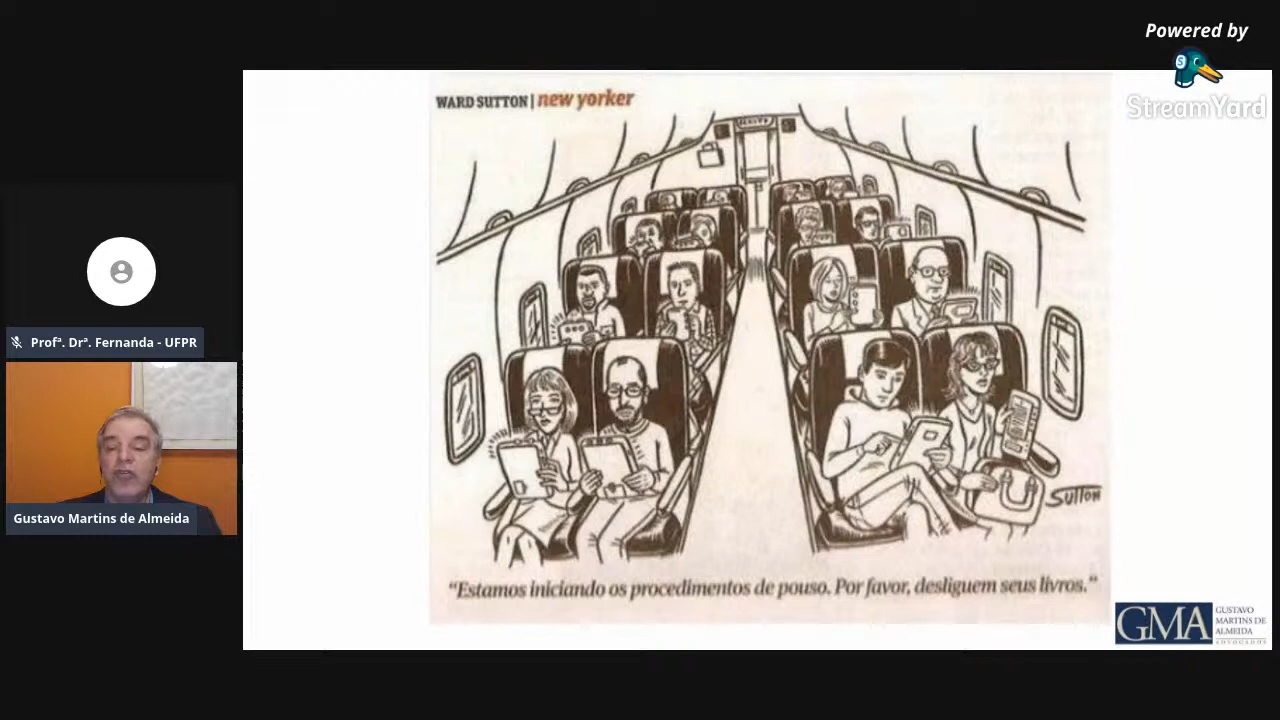 Powered by
StreamYard
WARD SUTTON | new yorker
SUTTON
"Estamos iniciando os procedimentos de pouso. Por favor, desliguem seus livros."
Profª. Drª. Fernanda - UFPR
Gustavo Martins de Almeida
GMA
GUSTAVO
MARTINS DE
ALMEIDA
ADVOGADOS